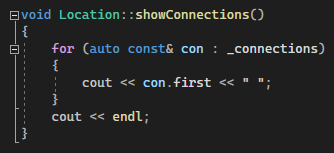 void Location::showConnections()
{
    for (auto const& con : _connections)
    {
        cout << con.first << " ";
    }
    cout << endl;
}